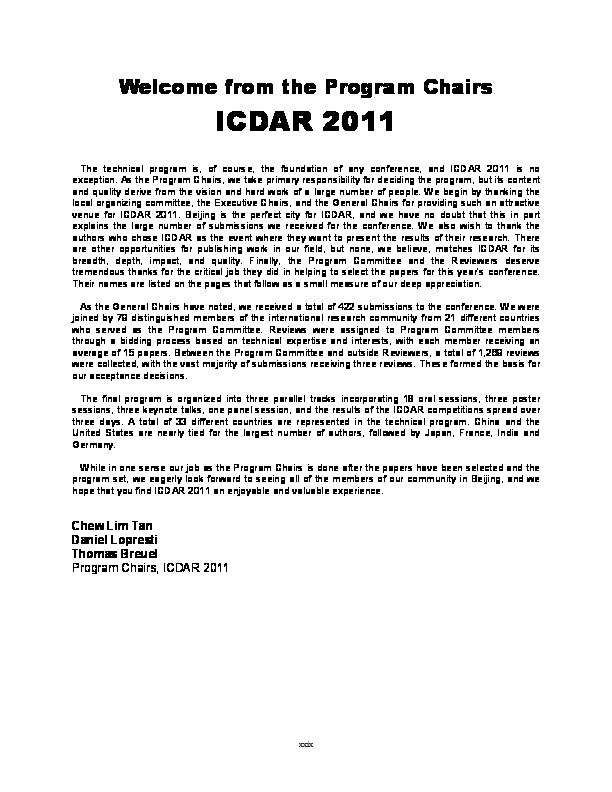 Welcome from the Program Chairs
ICDAR 2011
The technical program is, of course, the foundation of any conference, and ICDAR 2011 is no
exception. As the Program Chairs, we take primary responsibility for deciding the program, but its content
and quality derive from the vision and hard work of a large number of people. We begin by thanking the
local organizing committee, the Executive Chairs, and the General Chairs for providing such an attractive
venue for ICDAR 2011. Beijing is the perfect city for ICDAR, and we have no doubt that this in part
explains the large number of submissions we received for the conference. We also wish to thank the
authors who chose ICDAR as the event where they want to present the results of their research. There
are other opportunities for publishing work in our field, but none, we believe, matches ICDAR for its
breadth, depth, impact, and quality. Finally, the Program Committee and the Reviewers deserve
tremendous thanks for the critical job they did in helping to select the papers for this year's conference.
Their names are listed on the pages that follow as a small measure of our deep appreciation.
As the General Chairs have noted, we received a total of 422 submissions to the conference. We were
joined by 79 distinguished members of the international research community from 21 different countries
who served as the Program Committee. Reviews were assigned to Program Committee members
through a bidding process based on technical expertise and interests, with each member receiving an
average of 15 papers. Between the Program Committee and outside Reviewers, a total of 1,269 reviews
were collected, with the vast majority of submissions receiving three reviews. These formed the basis for
our acceptance decisions.
The final program is organized into three parallel tracks incorporating 18 oral sessions, three poster
sessions, three keynote talks, one panel session, and the results of the ICDAR competitions spread over
three days. A total of 33 different countries are represented in the technical program. China and the
United States are nearly tied for the largest number of authors, followed by Japan, France, India and
Germany.
While in one sense our job as the Program Chairs is done after the papers have been selected and the
program set, we eagerly look forward to seeing all of the members of our community in Beijing, and we
hope that you find ICDAR 2011 an enjoyable and valuable experience.
Chew Lim Tan
Daniel Lopresti
Thomas Breuel
Program Chairs, ICDAR 2011
xxix